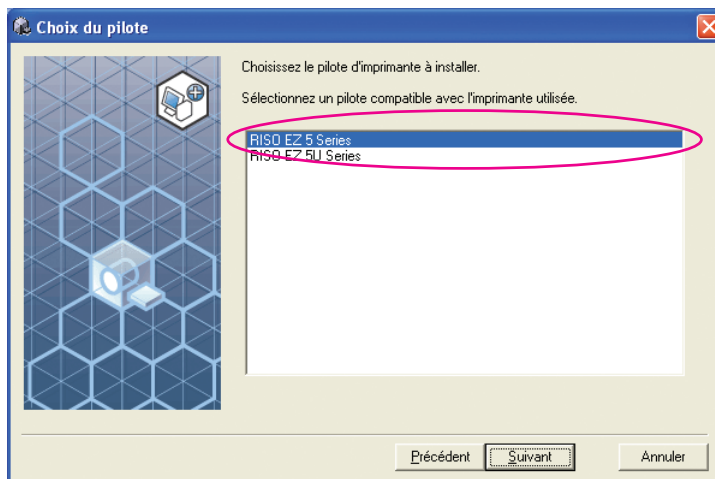 Choix du pilote
Choisissez le pilote d'imprimante à installer.
Sélectionnez un pilote compatible avec l'imprimante utilisée.
RISO EZ 5 Series
RISO EZ 5U Series
Précédent
Suivant
Annuler